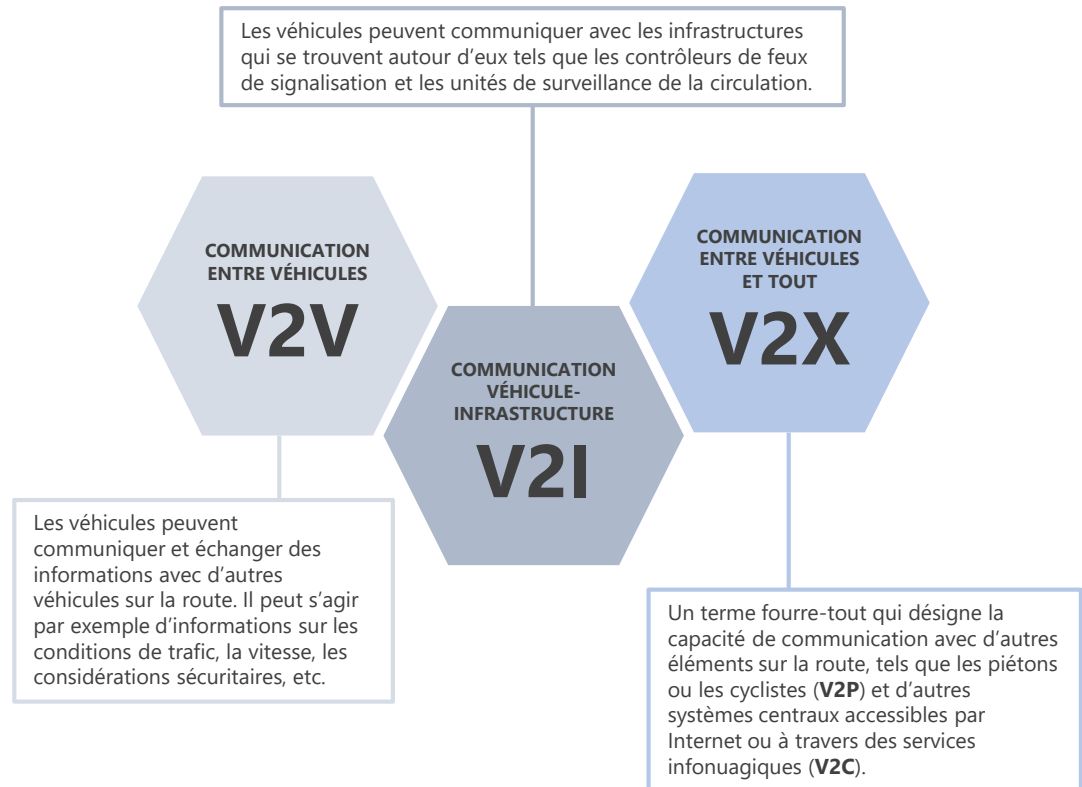 Les véhicules peuvent communiquer avec les infrastructures
qui se trouvent autour d'eux tels que les contrôleurs de feux
de signalisation et les unités de surveillance de la circulation.
COMMUNICATION
ENTRE VÉHICULES
V2V
COMMUNICATION
VÉHICULE-
INFRASTRUCTURE
V2I
COMMUNICATION
ENTRE VÉHICULES
ET TOUT
V2X
Les véhicules peuvent
communiquer et échanger des
informations avec d'autres
véhicules sur la route. Il peut s'agir
par exemple d'informations sur les
conditions de trafic, la vitesse, les
considérations sécuritaires, etc.
Un terme fourre-tout qui désigne la
capacité de communication avec d'autres
éléments sur la route, tels que les piétons
ou les cyclistes (V2P) et d'autres
systèmes centraux accessibles par
Internet ou à travers des services
infonuagiques (V2C).